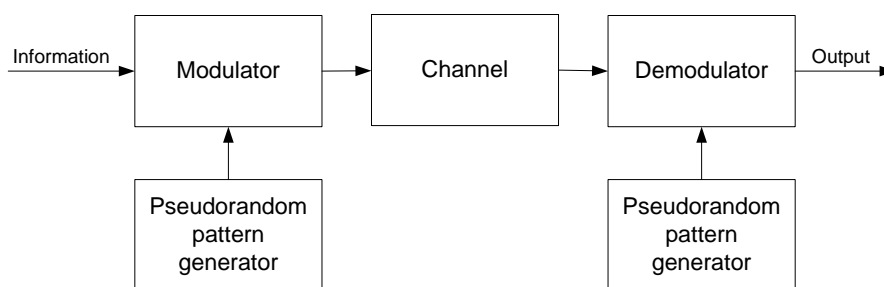 Information
Modulator
Channel
Demodulator
Output
Pseudorandom
pattern
generator
Pseudorandom
pattern
generator